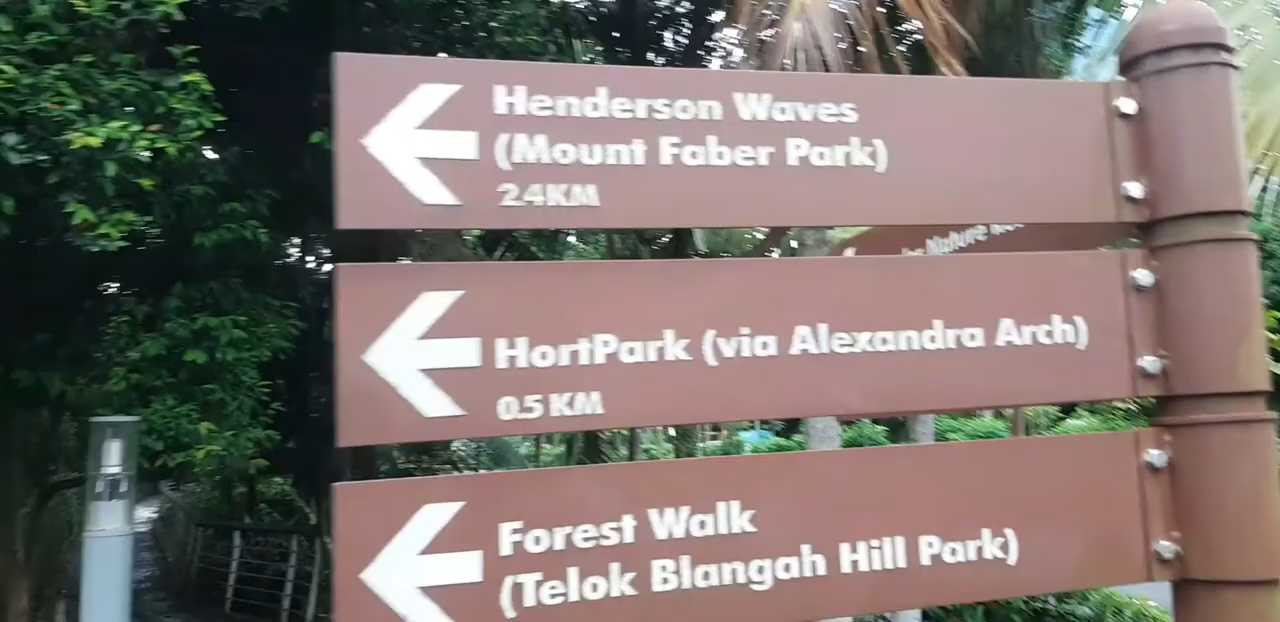 Henderson Waves
(Mount Faber Park)
2.4KM
Nature
HortPark (via Alexandra Arch)
0.5 KM
Forest Walk
(Telok Blangah Hill Park)